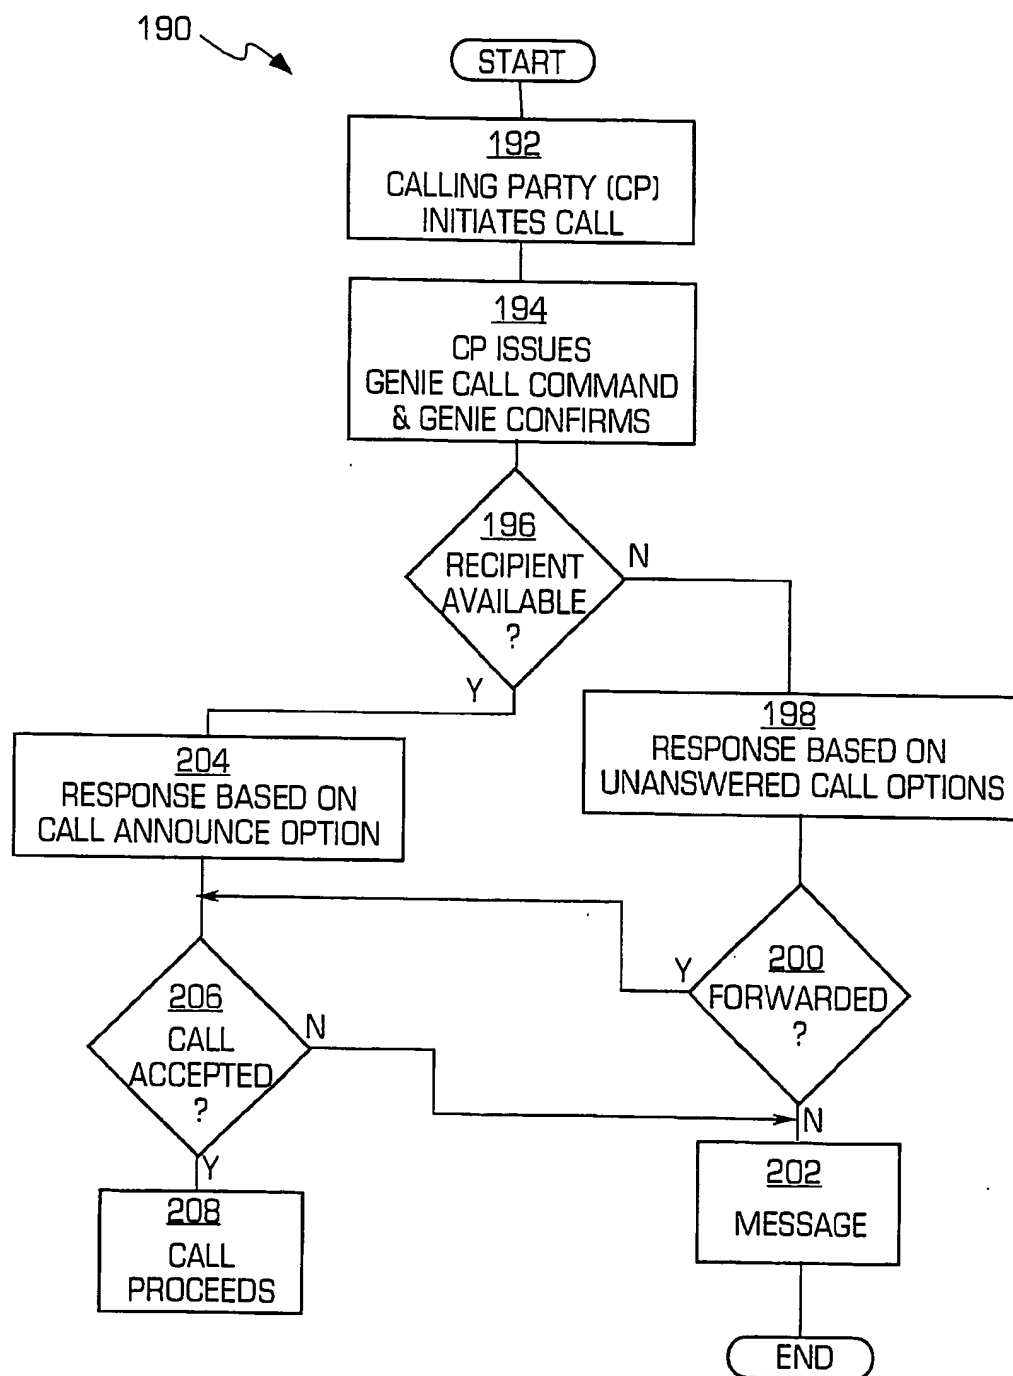 190
START
192
CALLING PARTY (CP)
INITIATES CALL
194
CP ISSUES
GENIE CALL COMMAND
& GENIE CONFIRMS
196
RECIPIENT
AVAILABLE
?
N
Y
198
RESPONSE BASED ON
UNANSWERED CALL OPTIONS
204
RESPONSE BASED ON
CALL ANNOUNCE OPTION
200
FORWARDED
?
Y
N
206
CALL
ACCEPTED
?
N
Y
202
MESSAGE
208
CALL
PROCEEDS
END